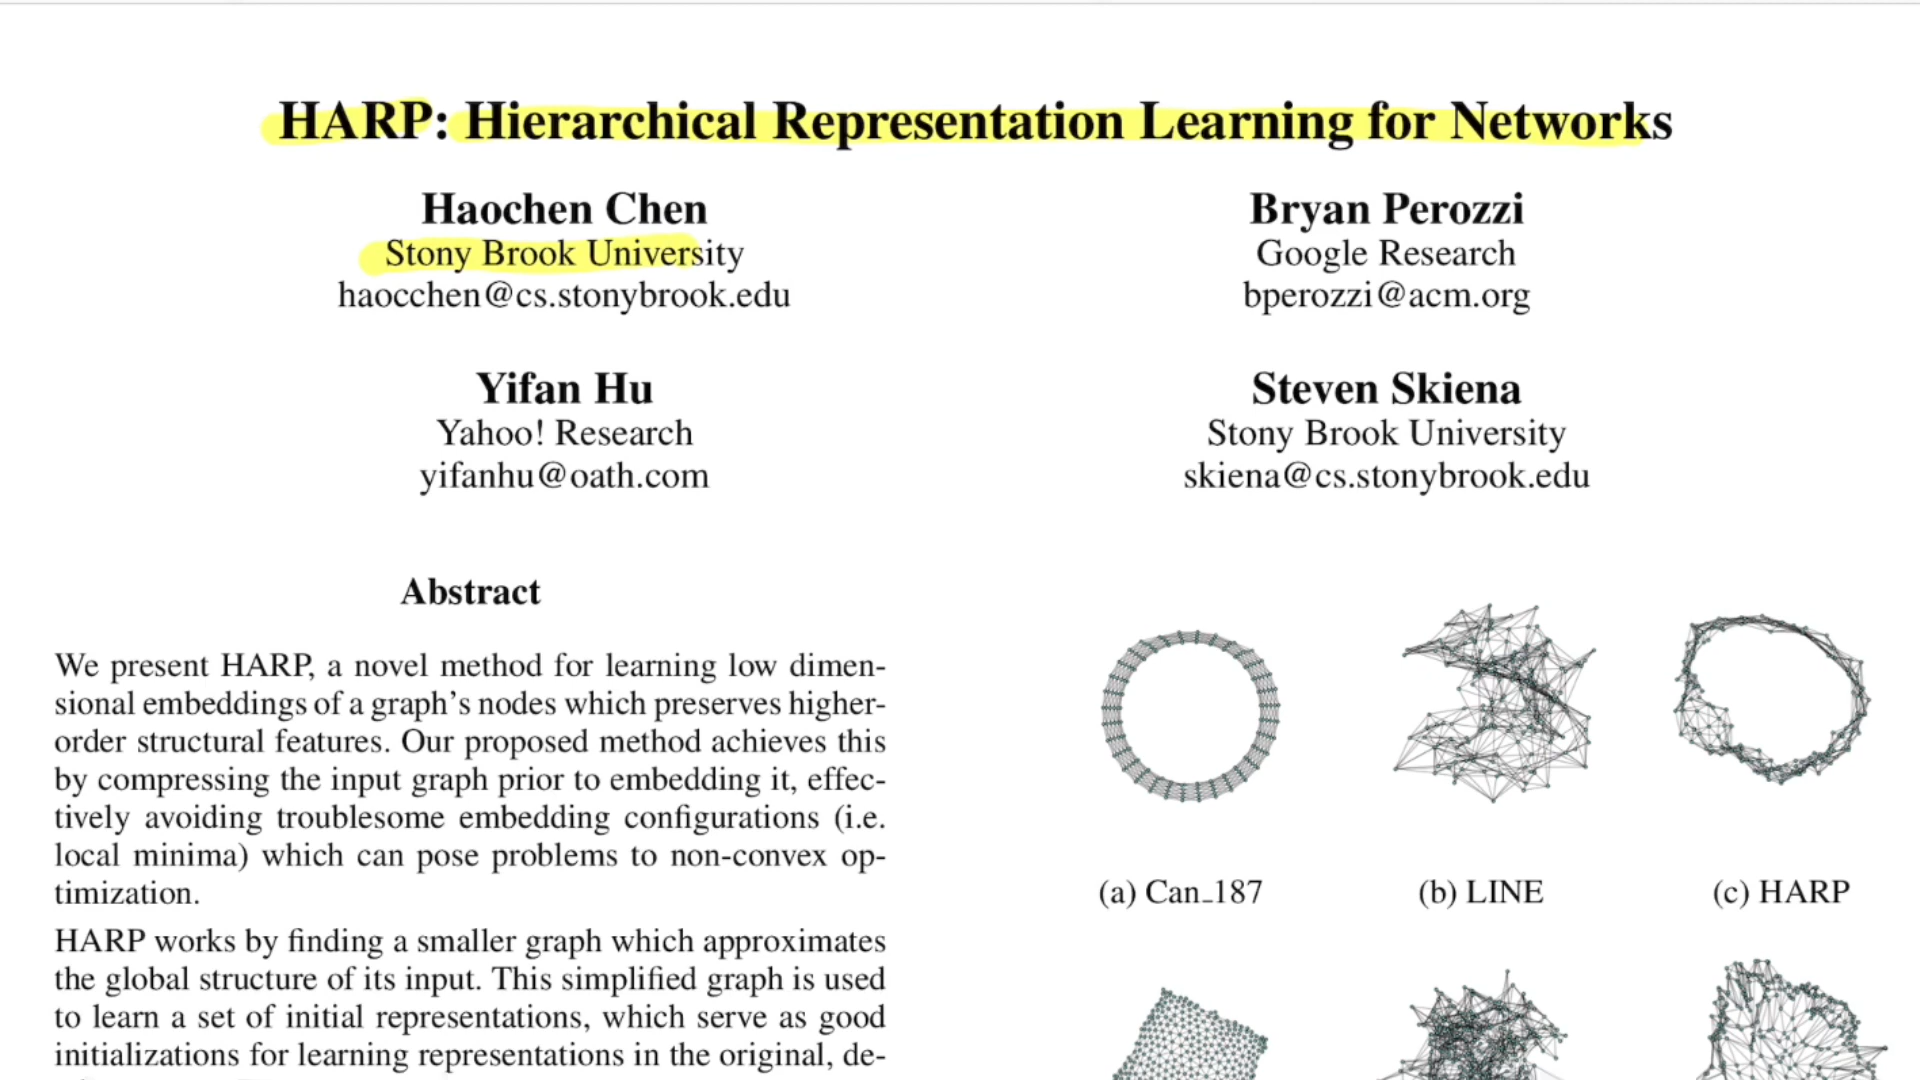 HARP: Hierarchical Representation Learning for Networks
Haochen Chen
Stony Brook University
haocchen@cs.stonybrook.edu
Bryan Perozzi
Google Research
bperozzi@acm.org
Yifan Hu
Yahoo! Research
yifanhu@oath.com
Steven Skiena
Stony Brook University
skiena@cs.stonybrook.edu
Abstract
We present HARP, a novel method for learning low dimen-
sional embeddings of a graph's nodes which preserves higher-
order structural features. Our proposed method achieves this
by compressing the input graph prior to embedding it, effec-
tively avoiding troublesome embedding configurations (i.e.
local minima) which can pose problems to non-convex op-
timization.
HARP works by finding a smaller graph which approximates
the global structure of its input. This simplified graph is used
to learn a set of initial representations, which serve as good
initializations for learning representations in the original, de-
(a) Can_187
(b) LINE
(c) HARP